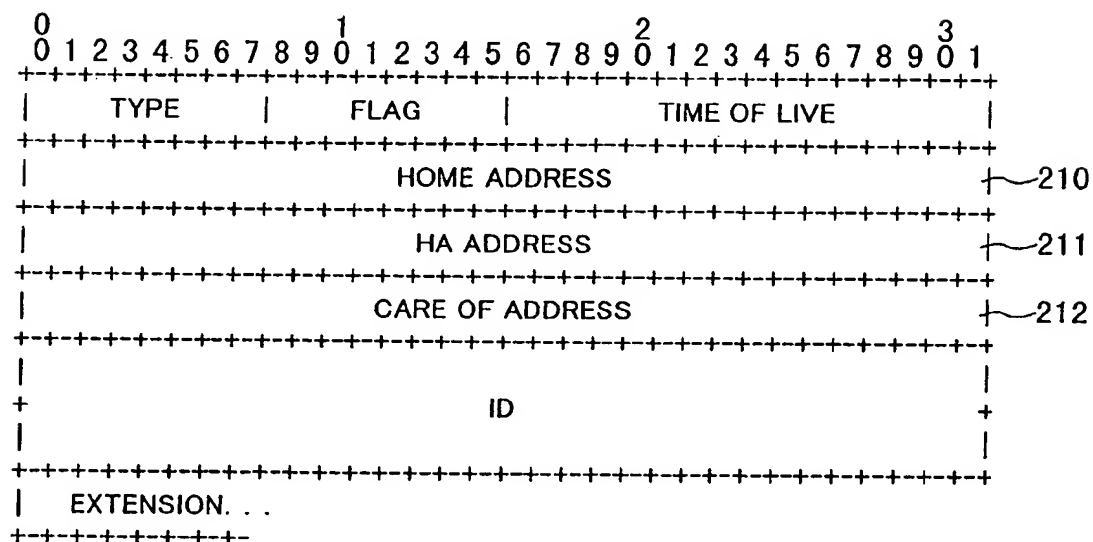 0 1 2 3
0 1 2 3 4 5 6 7 8 9 0 1 2 3 4 5 6 7 8 9 0 1 2 3 4 5 6 7 8 9 0 1
+-+-+-+-+-+-+-+-+-+-+-+-+-+-+-+-+-+-+-+-+-+-+-+-+-+-+-+-+-+-+-+-+
| TYPE | FLAG | TIME OF LIVE |
+-+-+-+-+-+-+-+-+-+-+-+-+-+-+-+-+-+-+-+-+-+-+-+-+-+-+-+-+-+-+-+-+
| HOME ADDRESS | 210
+-+-+-+-+-+-+-+-+-+-+-+-+-+-+-+-+-+-+-+-+-+-+-+-+-+-+-+-+-+-+-+-+
| HA ADDRESS | 211
+-+-+-+-+-+-+-+-+-+-+-+-+-+-+-+-+-+-+-+-+-+-+-+-+-+-+-+-+-+-+-+-+
| CARE OF ADDRESS | 212
+-+-+-+-+-+-+-+-+-+-+-+-+-+-+-+-+-+-+-+-+-+-+-+-+-+-+-+-+-+-+-+-+
| |
+ ID +
| |
+-+-+-+-+-+-+-+-+-+-+-+-+-+-+-+-+-+-+-+-+-+-+-+-+-+-+-+-+-+-+-+-+
| EXTENSION. . .
+-+-+-+-+-+-+-+-